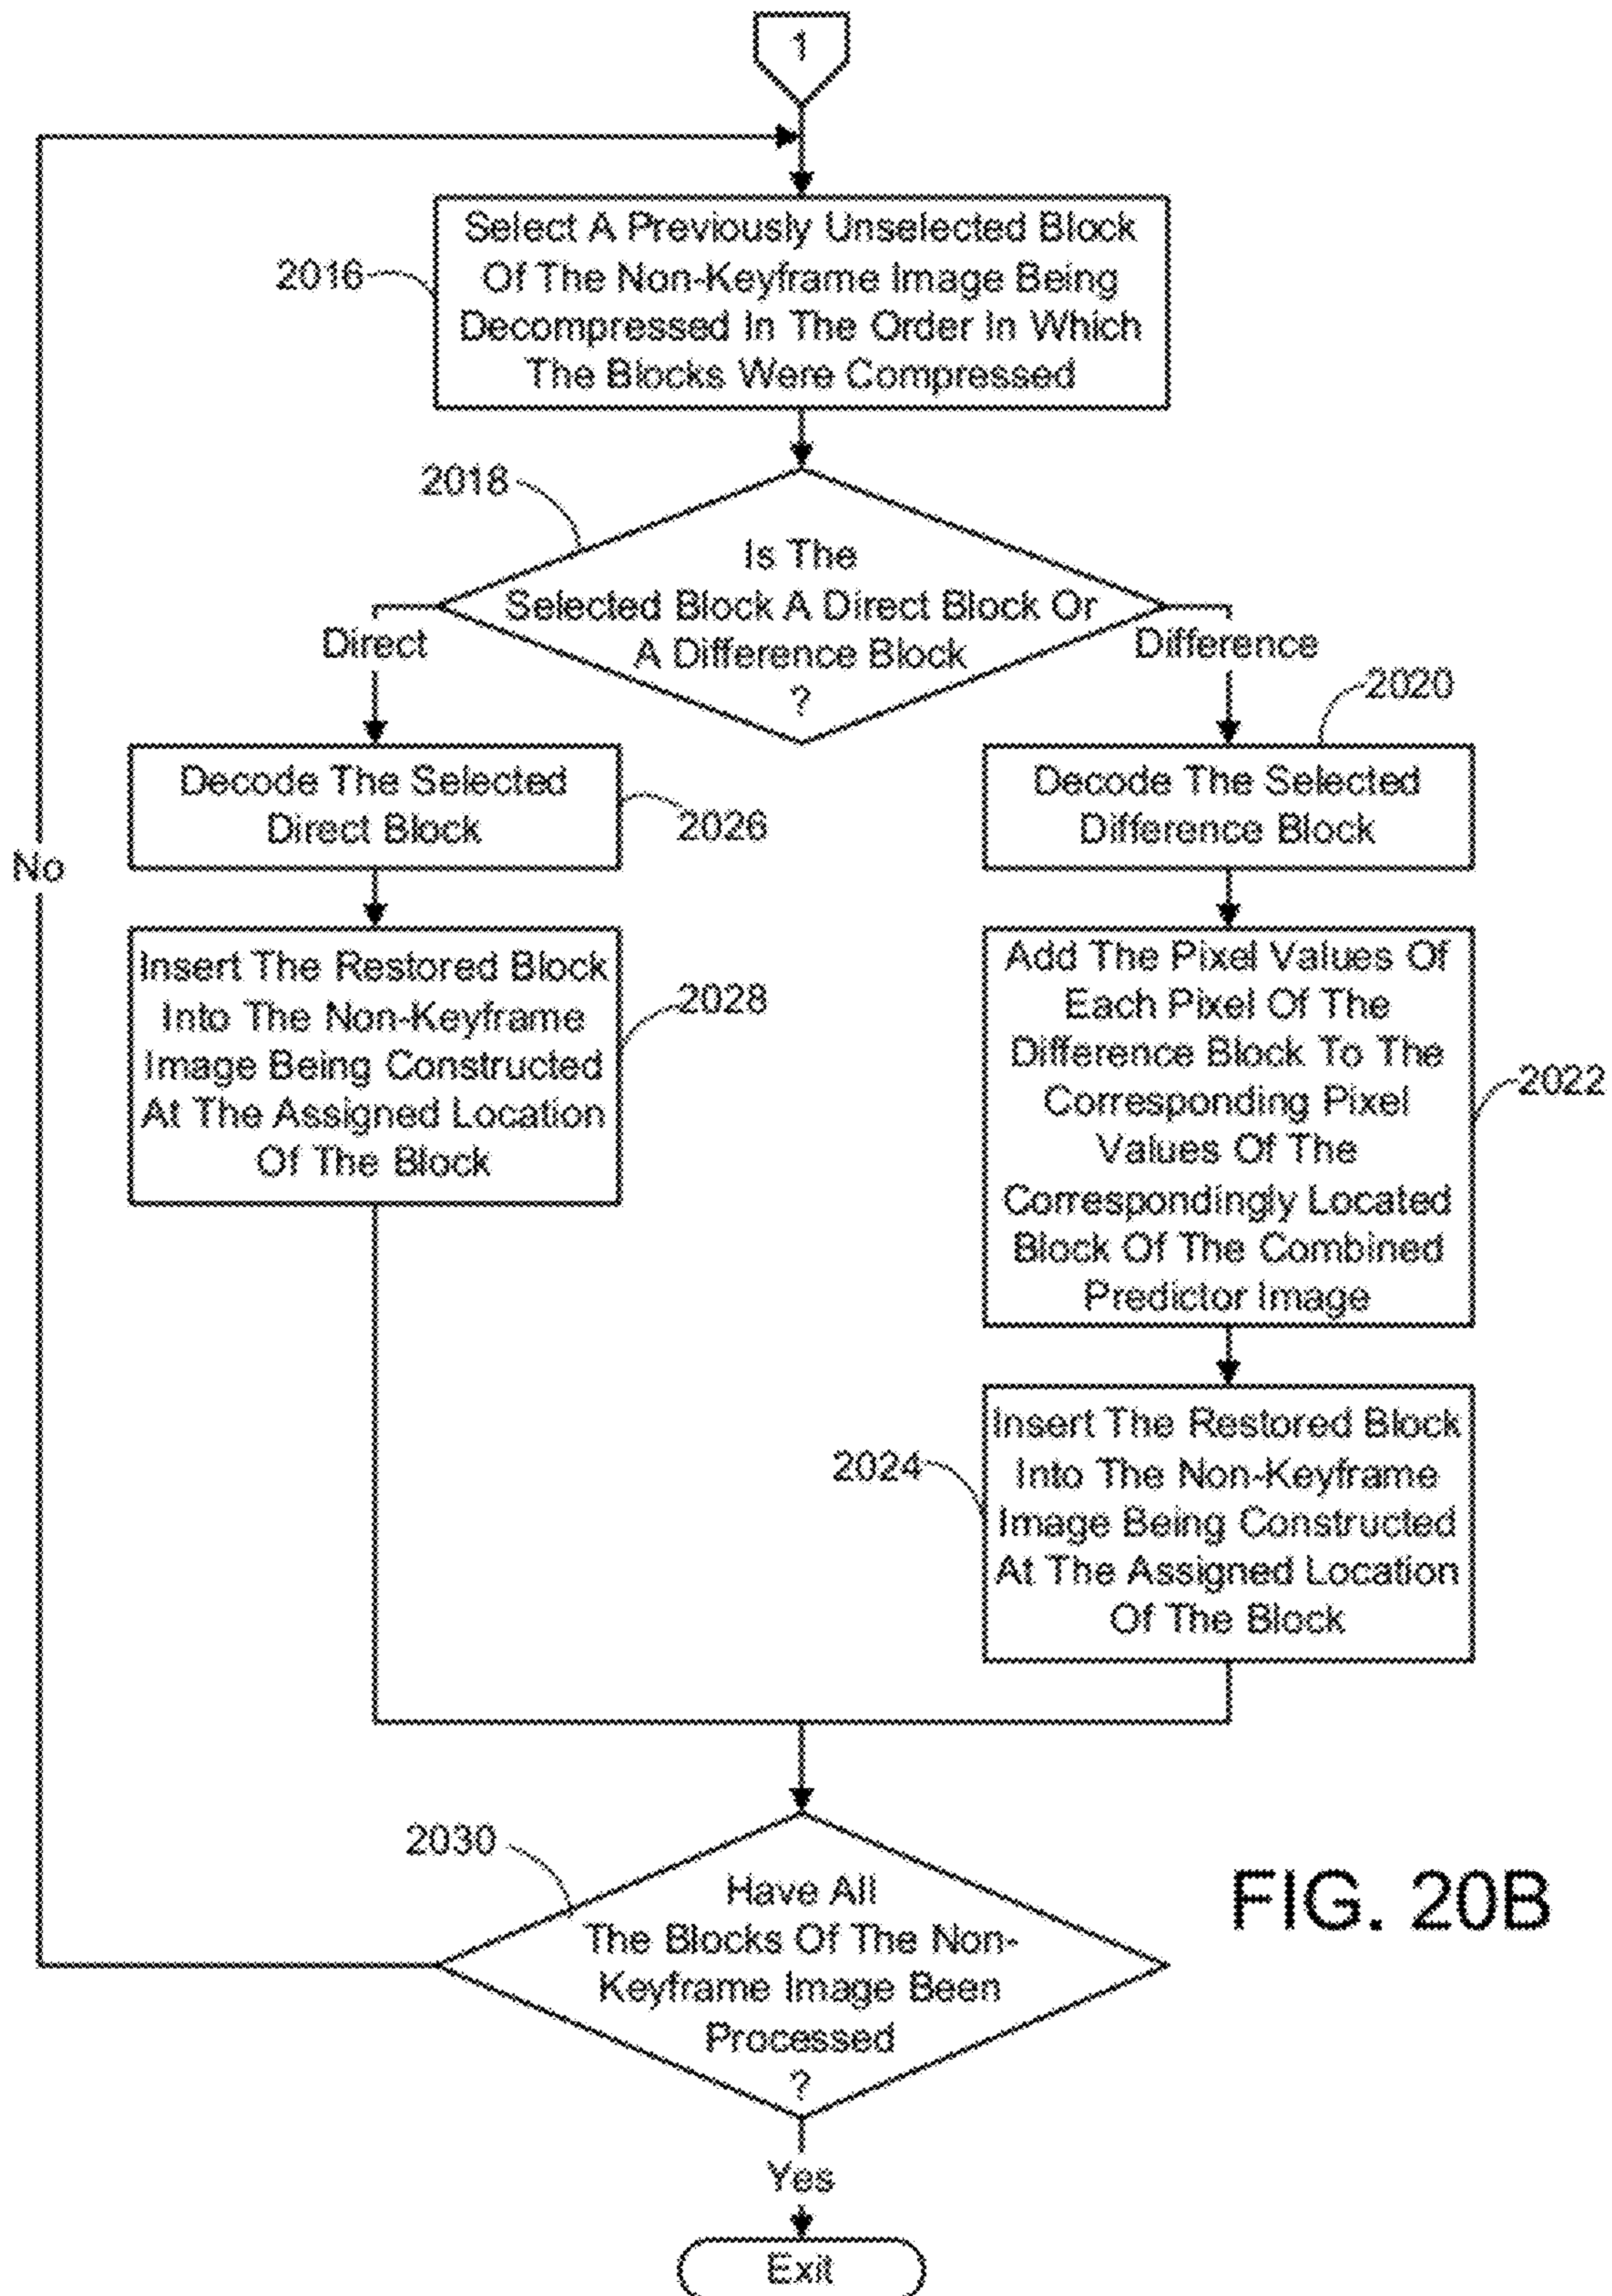 1
Select A Previously Unselected Block
Of The Non-Keyframe Image Being
Decompressed In The Order In Which
The Blocks Were Compressed
2016
2018
Is The
Selected Block A Direct Block Or
A Difference Block
?
Direct
Difference
2020
Decode The Selected
Direct Block
2026
Decode The Selected
Difference Block
No
Insert The Restored Block
Into The Non-Keyframe
Image Being Constructed
At The Assigned Location
Of The Block
2028
Add The Pixel Values Of
Each Pixel Of The
Difference Block To The
Corresponding Pixel
Values Of The
Correspondingly Located
Block Of The Combined
Predictor Image
2022
Insert The Restored Block
Into The Non-Keyframe
Image Being Constructed
At The Assigned Location
Of The Block
2024
2030
Have All
The Blocks Of The Non-
Keyframe Image Been
Processed
?
FIG. 20B
Yes
Exit